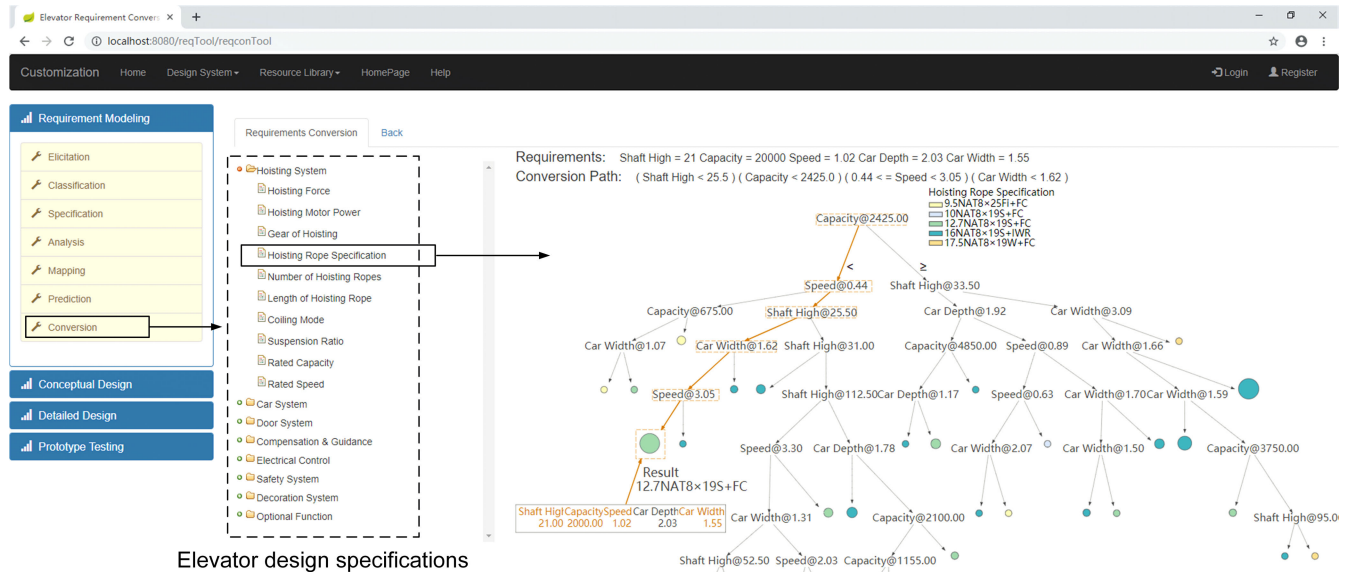 Elevator Requirement Convers
localhost:8080/reqTool/reqconTool
Customization Home Design System Resource Library HomePage Help Login Register
Requirement Modeling
Elicitation
Classification
Specification
Analysis
Mapping
Prediction
Conversion
Conceptual Design
Detailed Design
Prototype Testing
Requirements Conversion Back
Hoisting System
Hoisting Force
Hoisting Motor Power
Gear of Hoisting
Hoisting Rope Specification
Number of Hoisting Ropes
Length of Hoisting Rope
Coiling Mode
Suspension Ratio
Rated Capacity
Rated Speed
Car System
Door System
Compensation & Guidance
Electrical Control
Safety System
Decoration System
Optional Function
Elevator design specifications
Requirements: Shaft High = 21 Capacity = 20000 Speed = 1.02 Car Depth = 2.03 Car Width = 1.55
Conversion Path: ( Shaft High < 25.5 ) ( Capacity < 2425.0 ) ( 0.44 < = Speed < 3.05 ) ( Car Width < 1.62 )
Hoisting Rope Specification
9.5NAT8×25FI+FC
10NAT8×19S+FC
12.7NAT8×19S+FC
16NAT8×19S+IWR
17.5NAT8×19W+FC
Capacity@2425.00
< ≥
Speed@0.44 Shaft High@33.50
Capacity@675.00 Shaft High@25.50 Car Depth@1.92 Car Width@3.09
Car Width@1.07 Car Width@1.62 Shaft High@31.00 Capacity@4850.00 Speed@0.89 Car Width@1.66
Speed@3.05 Shaft High@112.50 Car Depth@1.17 Speed@0.63 Car Width@1.70 Car Width@1.59
Speed@3.30 Car Depth@1.78 Car Width@2.07 Car Width@1.50 Capacity@3750.00
Result
12.7NAT8×19S+FC
Shaft Higl Capacity Speed Car Depth Car Width
21.00 2000.00 1.02 2.03 1.55
Car Width@1.31 Capacity@2100.00 Shaft High@95.0
Shaft High@52.50 Speed@2.03 Capacity@1155.00